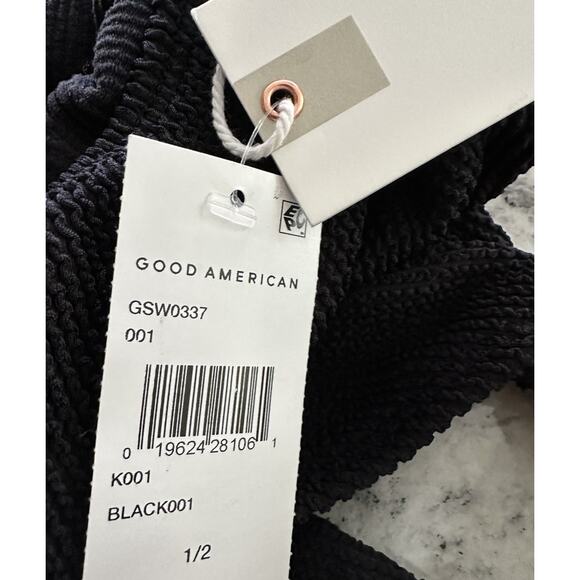 GOOD AMERICAN
GSW0337
001
0 19624 28106 1
K001
BLACK001
1/2